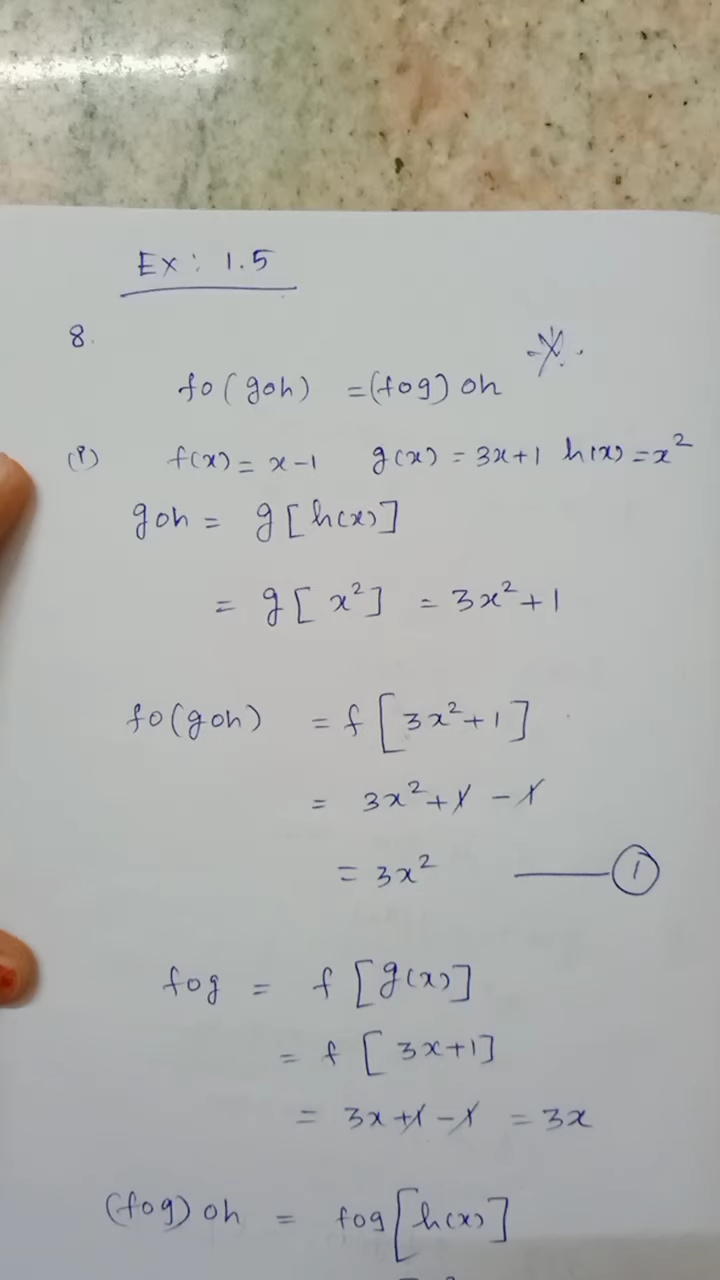 Ex: 1.5
8.
fo(goh) = (fog)oh
(i) f(x) = x-1 g(x) = 3x+1 h(x) = x²
goh = g[h(x)]
= g[x²] = 3x²+1
fo(goh) = f[3x²+1]
= 3x²+1-1
= 3x² ——— ①
fog = f[g(x)]
= f[3x+1]
= 3x+1-1 = 3x
(fog)oh = fog[h(x)]